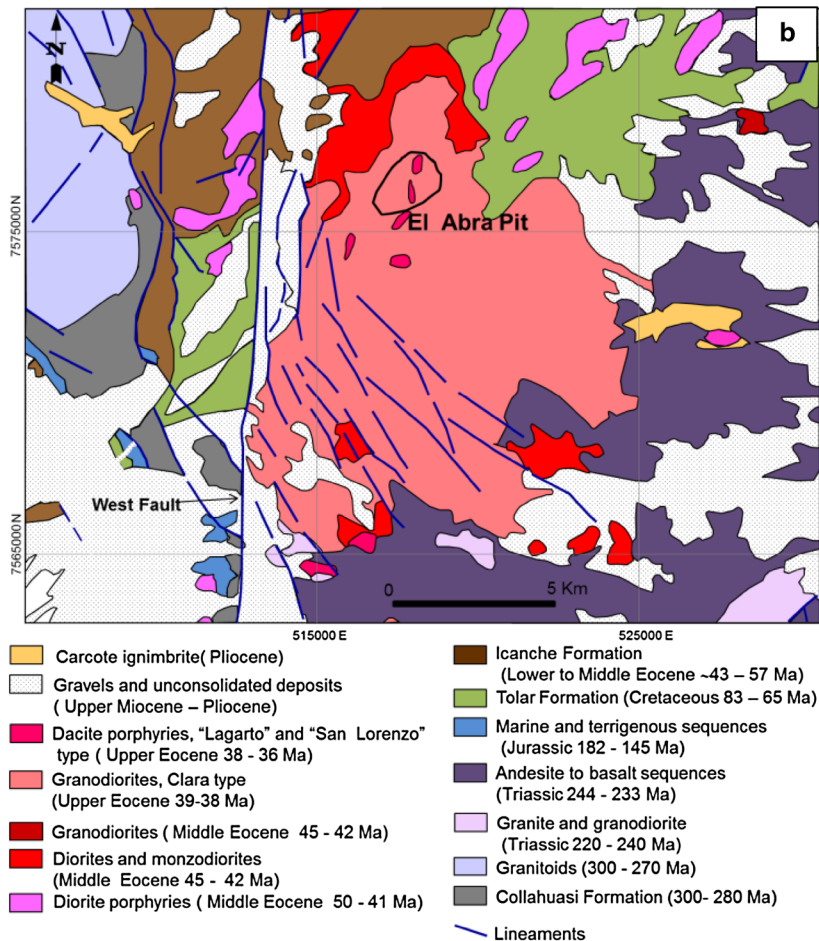 b
N
7575000N
El Abra Pit
West Fault
7565000N
0 5 Km
515000 E 525000 E
Carcote ignimbrite( Pliocene)
Gravels and unconsolidated deposits
( Upper Miocene – Pliocene)
Dacite porphyries, “Lagarto” and “San Lorenzo”
type ( Upper Eocene 38 - 36 Ma)
Granodiorites, Clara type
(Upper Eocene 39-38 Ma)
Granodiorites ( Middle Eocene 45 - 42 Ma)
Diorites and monzodiorites
(Middle Eocene 45 - 42 Ma)
Diorite porphyries ( Middle Eocene 50 - 41 Ma)
Icanche Formation
(Lower to Middle Eocene ~43 – 57 Ma)
Tolar Formation (Cretaceous 83 – 65 Ma)
Marine and terrigenous sequences
(Jurassic 182 - 145 Ma)
Andesite to basalt sequences
(Triassic 244 - 233 Ma)
Granite and granodiorite
(Triassic 220 - 240 Ma)
Granitoids (300 - 270 Ma)
Collahuasi Formation (300- 280 Ma)
Lineaments